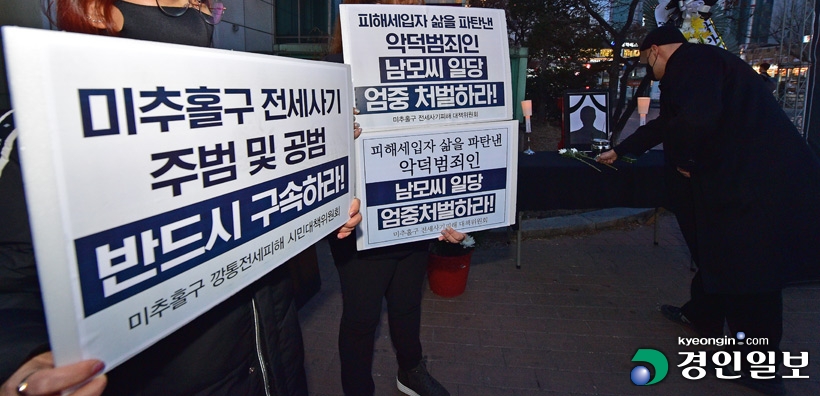 미추홀구 전세사기
주범 및 공범
반드시 구속하라!
미추홀구 깡통전세피해 시민대책위원회
피해세입자 삶을 파탄낸
악덕범죄인
남모씨 일당
엄중 처벌하라!
미추홀구 전세사기피해 대책위원회
피해세입자 삶을 파탄낸
악덕범죄인
남모씨 일당
엄중처벌하라!
미추홀구 전세사기피해 대책위원회
kyeongin.com
경인일보